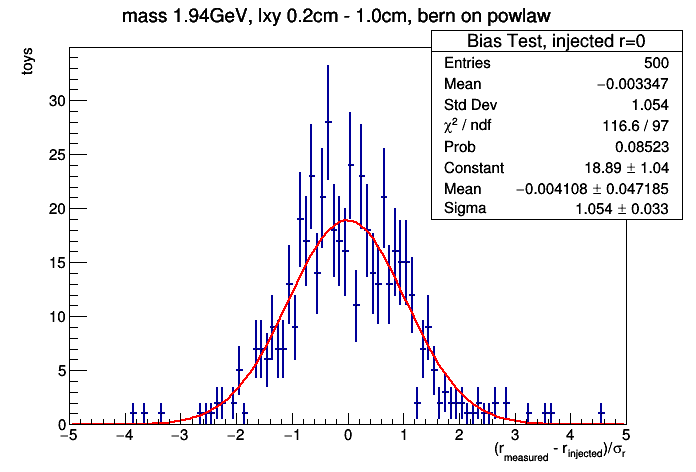 mass 1.94GeV, lxy 0.2cm - 1.0cm, bern on powlaw
Bias Test, injected r=0
Entries 500
Mean −0.003347
Std Dev 1.054
χ² / ndf 116.6 / 97
Prob 0.08523
Constant 18.89 ± 1.04
Mean −0.004108 ± 0.047185
Sigma 1.054 ± 0.033
toys
30
25
20
15
10
5
0
−5 −4 −3 −2 −1 0 1 2 3 4 5
(r_measured - r_injected)/σ_r